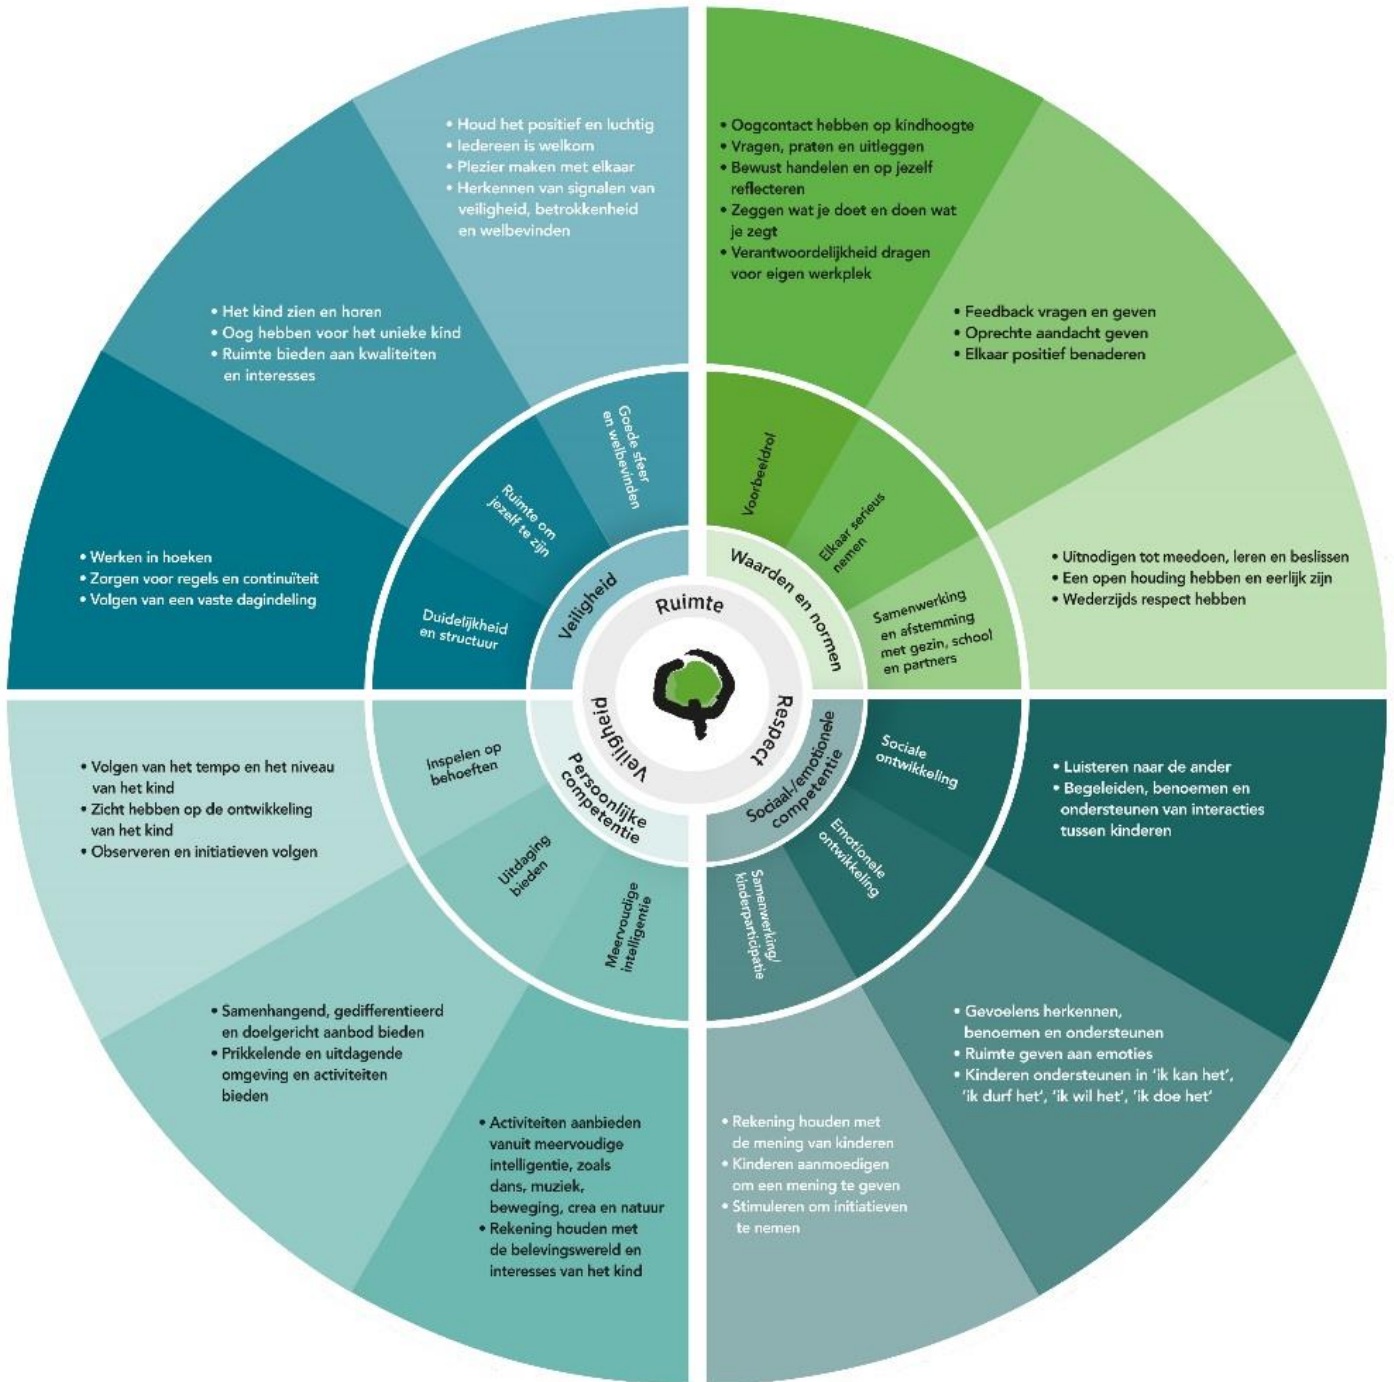 • Houd het positief en luchtig
• Iedereen is welkom
• Plezier maken met elkaar
• Herkennen van signalen van
veiligheid, betrokkenheid
en welbevinden
• Het kind zien en horen
• Oog hebben voor het unieke kind
• Ruimte bieden aan kwaliteiten
en interesses
• Werken in hoeken
• Zorgen voor regels en continuïteit
• Volgen van een vaste dagindeling
Goede sfeer
en welbevinden
Ruimte om
jezelf te zijn
Duidelijkheid
en structuur
Veiligheid
• Oogcontact hebben op kindhoogte
• Vragen, praten en uitleggen
• Bewust handelen en op jezelf
reflecteren
• Zeggen wat je doet en doen wat
je zegt
• Verantwoordelijkheid dragen
voor eigen werkplek
• Feedback vragen en geven
• Oprechte aandacht geven
• Elkaar positief benaderen
• Uitnodigen tot meedoen, leren en beslissen
• Een open houding hebben en eerlijk zijn
• Wederzijds respect hebben
Voorbeeldrol
Elkaar serieus
nemen
Samenwerking
en afstemming
met gezin, school
en partners
Waarden en normen
Ruimte
Respect
Veiligheid
Inspelen op
behoeften
Uitdaging
bieden
Meervoudige
intelligentie
Persoonlijke
competentie
• Volgen van het tempo en het niveau
van het kind
• Zicht hebben op de ontwikkeling
van het kind
• Observeren en initiatieven volgen
• Samenhangend, gedifferentieerd
en doelgericht aanbod bieden
• Prikkelende en uitdagende
omgeving en activiteiten
bieden
• Activiteiten aanbieden
vanuit meervoudige
intelligentie, zoals
dans, muziek,
beweging, crea en natuur
• Rekening houden met
de belevingswereld en
interesses van het kind
Sociaal-/emotionele
competentie
Sociale
ontwikkeling
Emotionele
ontwikkeling
Samenwerking/
kinderparticipatie
• Luisteren naar de ander
• Begeleiden, benoemen en
ondersteunen van interacties
tussen kinderen
• Gevoelens herkennen,
benoemen en ondersteunen
• Ruimte geven aan emoties
• Kinderen ondersteunen in 'ik kan het',
'ik durf het', 'ik wil het', 'ik doe het'
• Rekening houden met
de mening van kinderen
• Kinderen aanmoedigen
om een mening te geven
• Stimuleren om initiatieven
te nemen